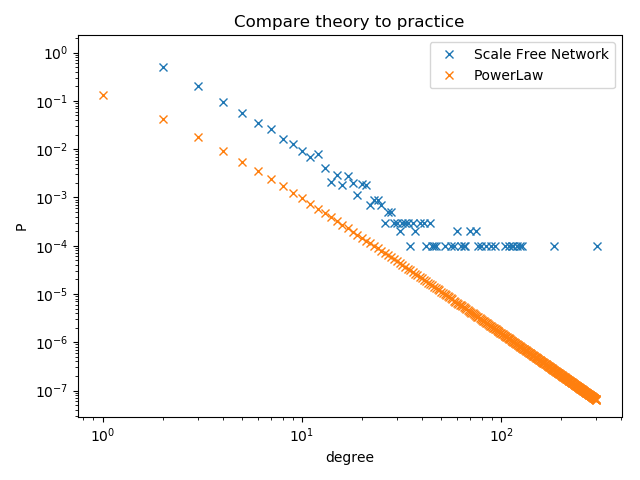 Compare theory to practice
Scale Free Network
PowerLaw
P
10⁰
10⁻¹
10⁻²
10⁻³
10⁻⁴
10⁻⁵
10⁻⁶
10⁻⁷
10⁰
10¹
10²
degree